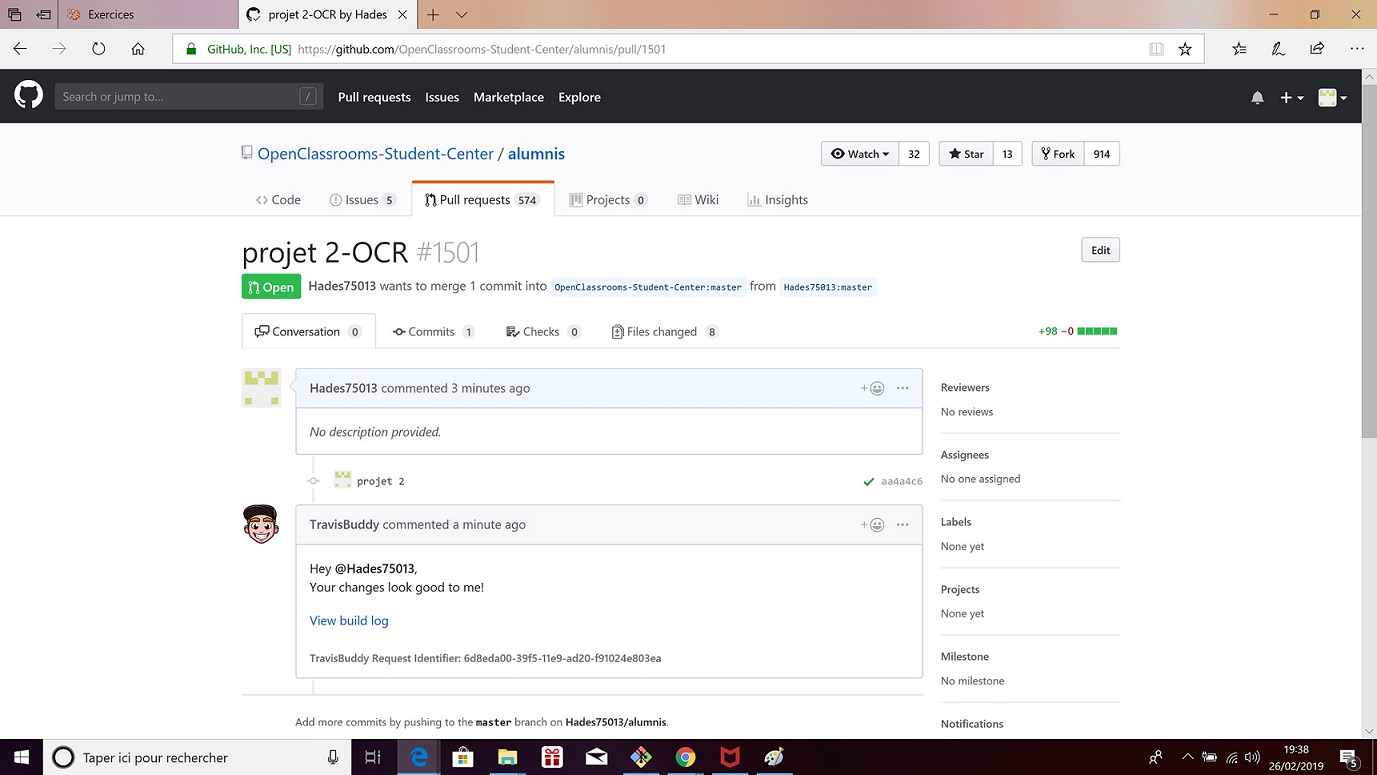 Exercices
projet 2-OCR by Hades
GitHub, Inc. [US] https://github.com/OpenClassrooms-Student-Center/alumnis/pull/1501
Search or jump to... / Pull requests Issues Marketplace Explore
OpenClassrooms-Student-Center / alumnis Watch 32 Star 13 Fork 914
<> Code Issues 5 Pull requests 574 Projects 0 Wiki Insights
projet 2-OCR #1501 Edit
Open Hades75013 wants to merge 1 commit into OpenClassrooms-Student-Center:master from Hades75013:master
Conversation 0 Commits 1 Checks 0 Files changed 8 +98 −0
Hades75013 commented 3 minutes ago
No description provided.
projet 2 aa4a4c6
TravisBuddy commented a minute ago
Hey @Hades75013,
Your changes look good to me!
View build log
TravisBuddy Request Identifier: 6d8eda00-39f5-11e9-ad20-f91024e803ea
Add more commits by pushing to the master branch on Hades75013/alumnis.
Reviewers
No reviews
Assignees
No one assigned
Labels
None yet
Projects
None yet
Milestone
No milestone
Notifications
Taper ici pour rechercher
19:38
26/02/2019
5